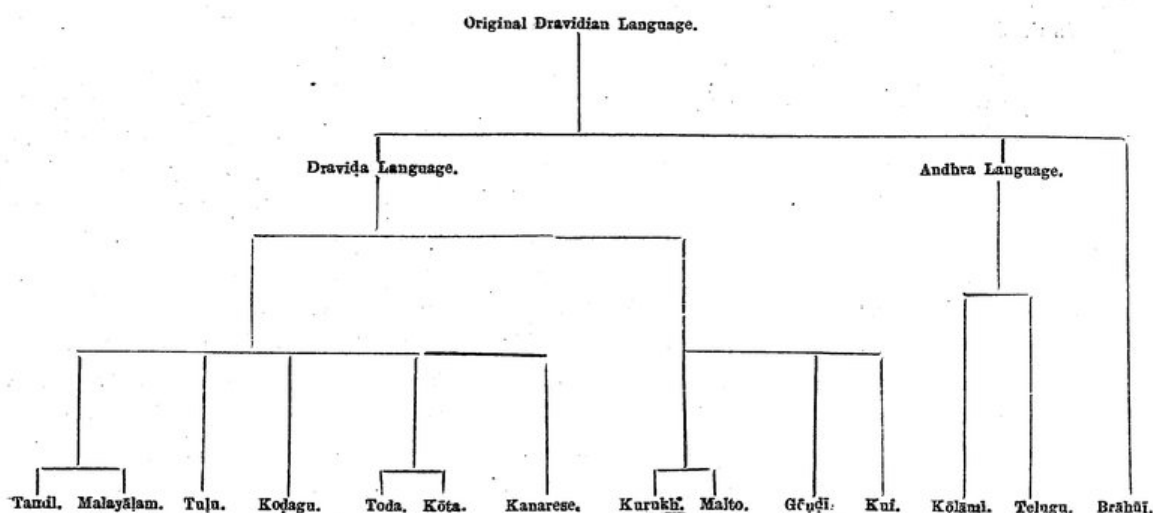 Original Dravidian Language.
Draviḍa Language. Andhra Language.
Tamil. Malayāḷam. Tuḷu. Koḍagu. Toda. Kōta. Kanarese. Kurukh. Malto. Gōṇḍī. Kui. Kōlāmī. Telugu. Brāhūī.